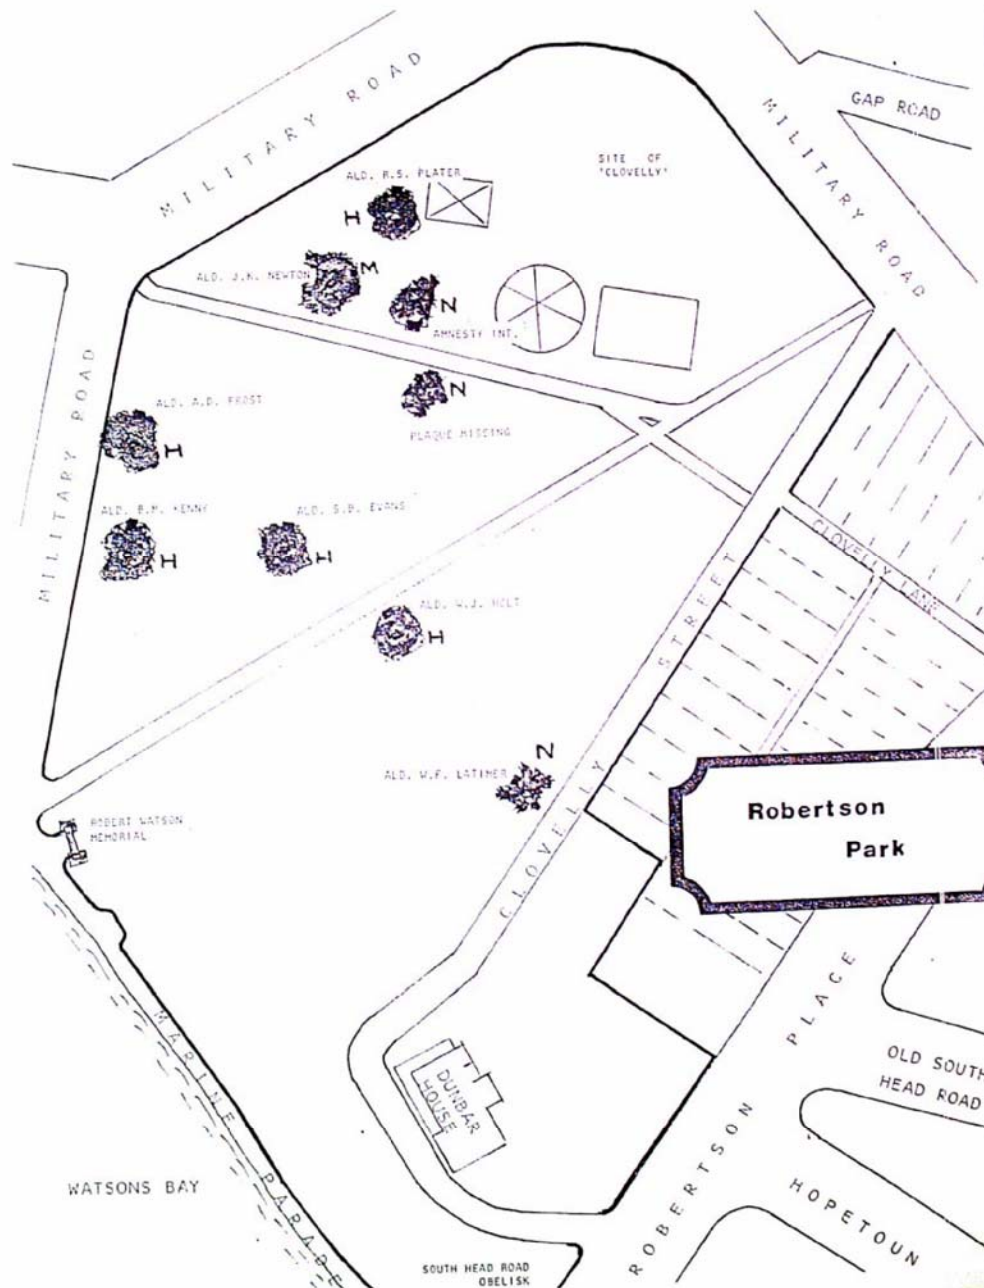 MILITARY ROAD
GAP ROAD
MILITARY ROAD
SITE OF
'CLOVELLY'
ALD. R.S. PLATER
H
ALD. J.K. NEWTON
M
N
AMNESTY INT.
MILITARY ROAD
ALD. A.D. FROST
H
N
PLAQUE MISSING
ALD. B.M. KENNY
H
ALD. S.B. EVANS
H
CLOVELLY LANE
ALD. W.J. HOLT
H
CLOVELLY STREET
N
ALD. W.F. LATIMER
Robertson
Park
ROBERT WATSON
MEMORIAL
MARINE PARADE
DUNBAR
HOUSE
ROBERTSON PLACE
OLD SOUTH
HEAD ROAD
HOPETOUN
WATSONS BAY
SOUTH HEAD ROAD
OBELISK